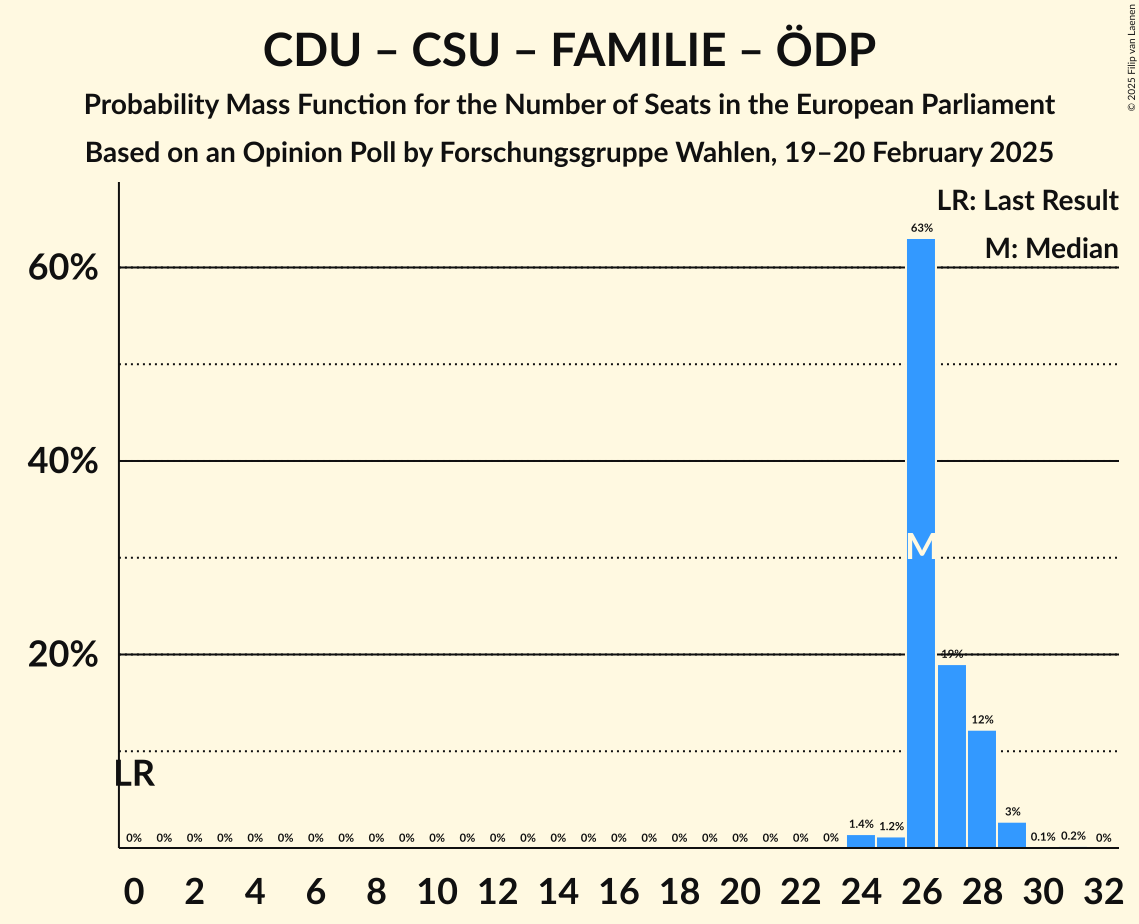 CDU – CSU – FAMILIE – ÖDP
Probability Mass Function for the Number of Seats in the European Parliament
Based on an Opinion Poll by Forschungsgruppe Wahlen, 19–20 February 2025
© 2025 Filip van Laenen
LR: Last Result
M: Median
60%
40%
20%
63%
M
19%
12%
LR
0% 0% 0% 0% 0% 0% 0% 0% 0% 0% 0% 0% 0% 0% 0% 0% 0% 0% 0% 0% 0% 0% 0% 0% 1.4% 1.2% 3% 0.1% 0.2% 0%
0 2 4 6 8 10 12 14 16 18 20 22 24 26 28 30 32